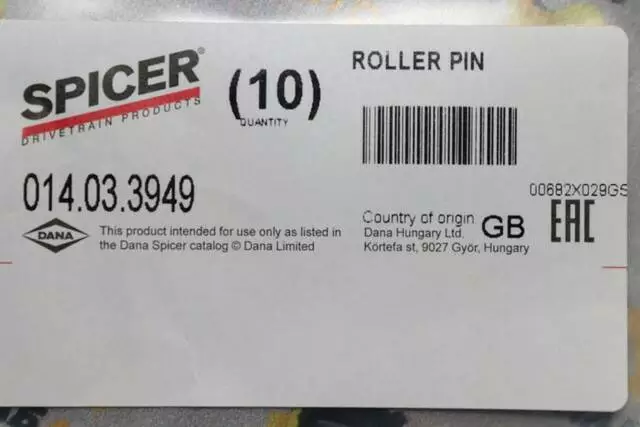 SPICER®
DRIVETRAIN PRODUCTS
(10)
QUANTITY
ROLLER PIN
014.03.3949
00682X029GS
DANA
This product intended for use only as listed in
the Dana Spicer catalog © Dana Limited
Country of origin GB
Dana Hungary Ltd.
Körtefa st, 9027 Györ, Hungary
EAC